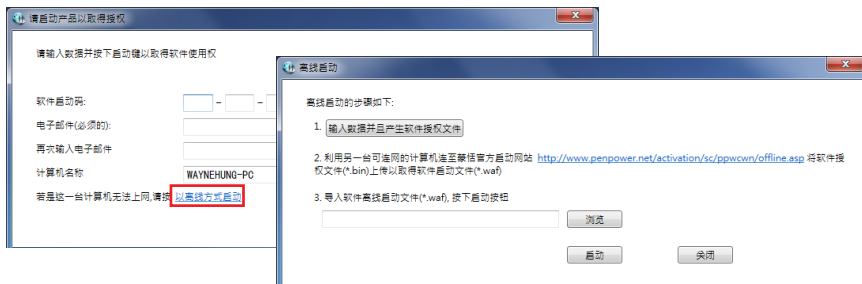 请启动产品以取得授权
请输入数据并按下启动键以取得软件使用权
软件启动码:
- -
电子邮件(必须的):
再次输入电子邮件
计算机名称
WAYNEHUNG-PC
若是这一台计算机无法上网,请按 以离线方式启动
离线启动
离线启动的步骤如下:
1. 输入数据并且产生软件授权文件
2. 利用另一台可连网的计算机连至蒙恬官方启动网站 http://www.penpower.net/activation/sc/ppwcwn/offline.asp 将软件授
权文件(*.bin)上传以取得软件启动文件(*.waf)
3. 导入软件离线启动文件(*.waf), 按下启动按钮
浏览
启动
关闭